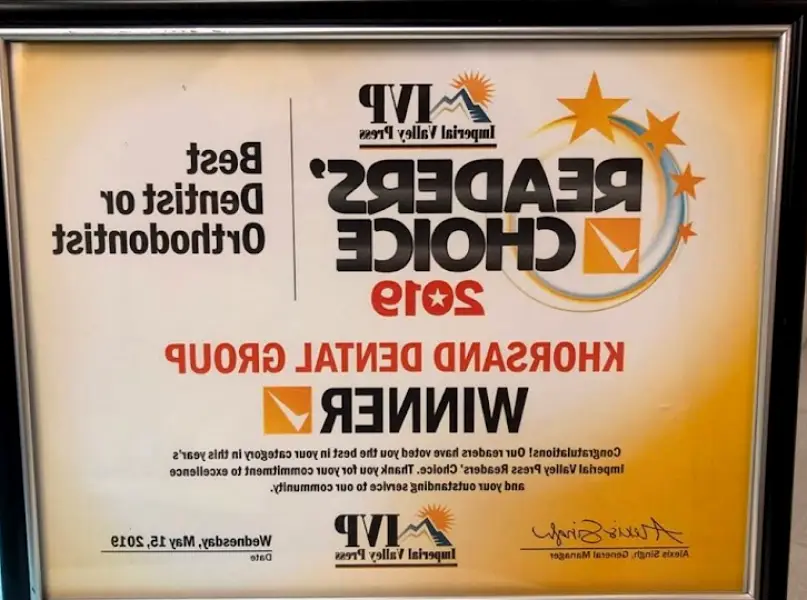 IVP
Imperial Valley Press
READERS'
CHOICE
2019
Best
Dentist or
Orthodontist
KHORSAND DENTAL GROUP
WINNER
Congratulations! Our readers have voted you the best in your category in this year's
Imperial Valley Press Readers' Choice. Thank you for your commitment to excellence
and your outstanding service to our community.
Alexis Singh
Alexis Singh, General Manager
IVP
Imperial Valley Press
Wednesday, May 15, 2019
Date